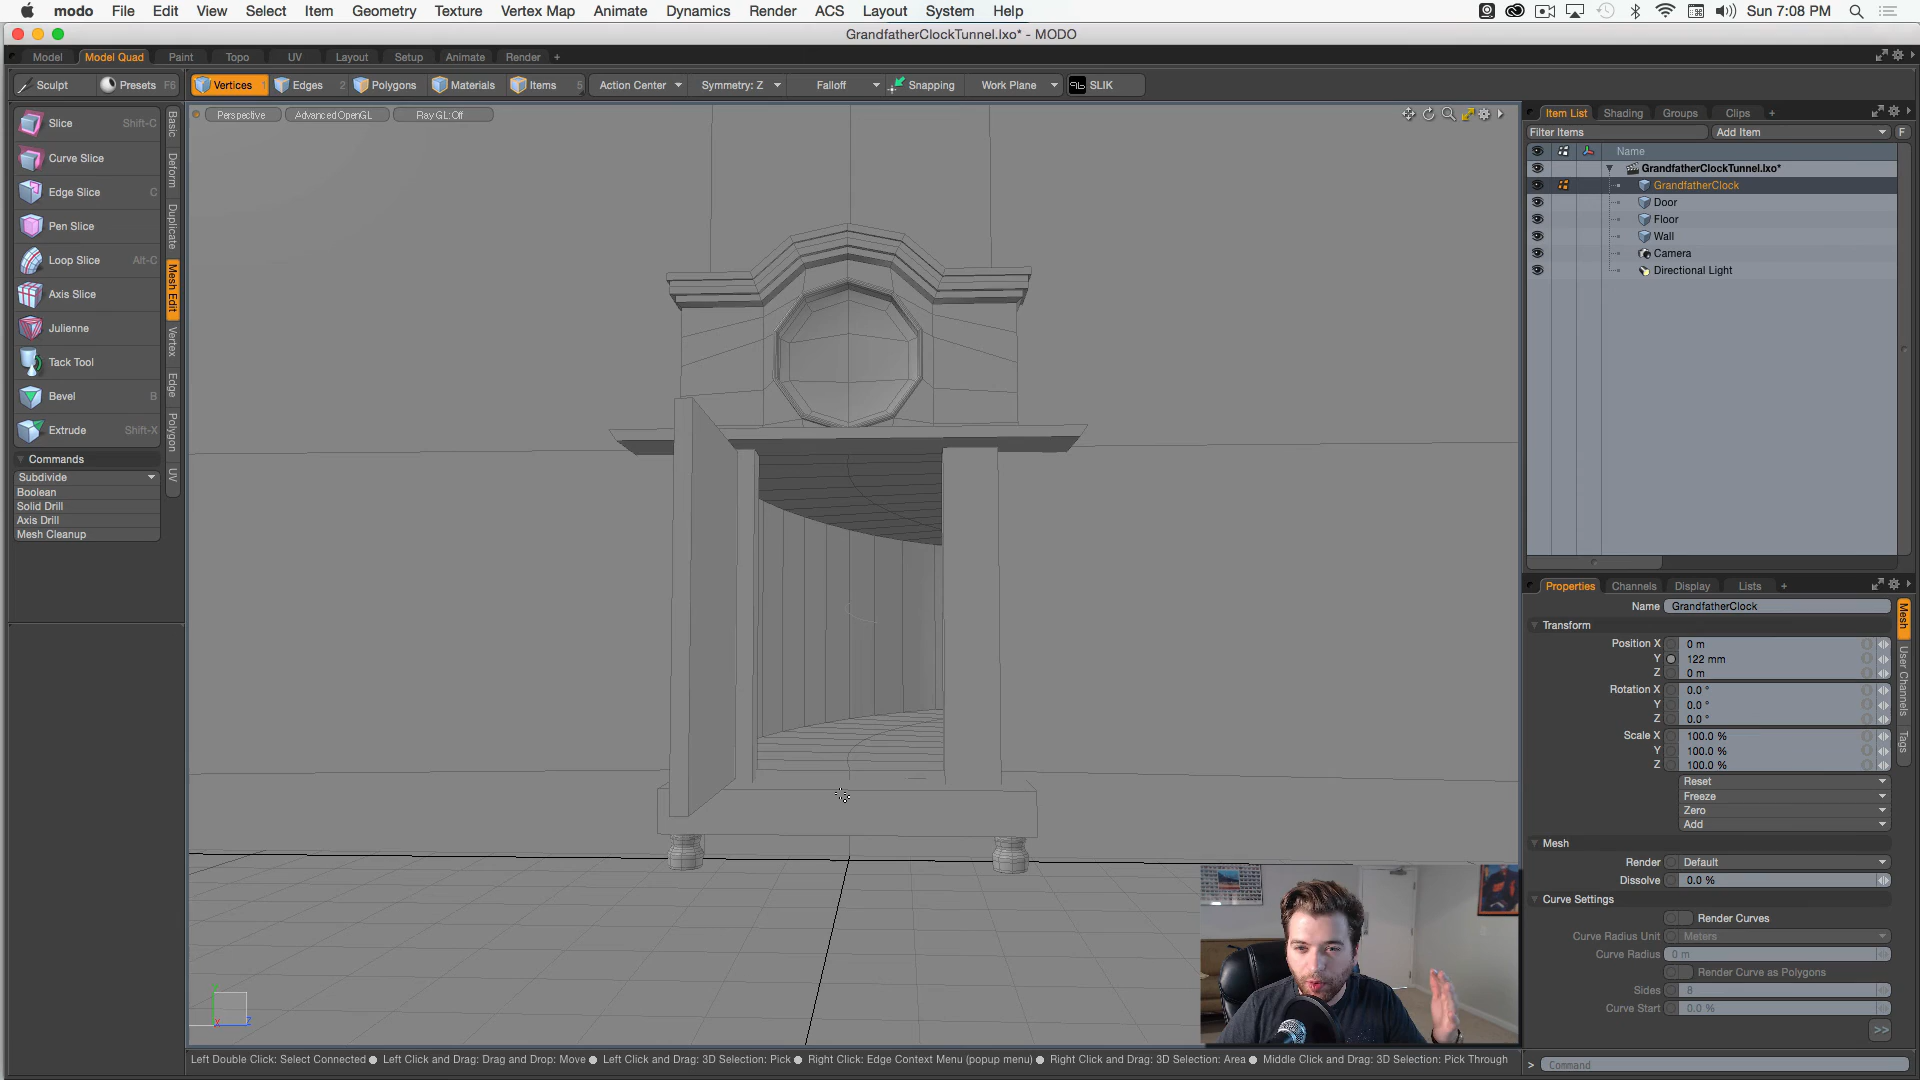 modo File Edit View Select Item Geometry Texture Vertex Map Animate Dynamics Render ACS Layout System Help Sun 7:08 PM
GrandfatherClockTunnel.lxo* - MODO
Model Model Quad Paint Topo UV Layout Setup Animate Render +
Sculpt Presets F6 Vertices 1 Edges 2 Polygons Materials Items 5 Action Center Symmetry: Z Falloff Snapping Work Plane SLIK
Perspective Advanced OpenGL Ray GL: Off
Slice Shift-C
Curve Slice
Edge Slice C
Pen Slice
Loop Slice Alt-C
Axis Slice
Julienne
Tack Tool
Bevel B
Extrude Shift-X
Commands
Subdivide
Boolean
Solid Drill
Axis Drill
Mesh Cleanup
Basic
Deform
Duplicate
Mesh Edit
Vertex
Edge
Polygon
UV
Item List Shading Groups Clips +
Filter Items Add Item F
Name
GrandfatherClockTunnel.lxo*
GrandfatherClock
Door
Floor
Wall
Camera
Directional Light
Properties Channels Display Lists +
Name GrandfatherClock
Transform
Position X 0 m
Y 122 mm
Z 0 m
Rotation X 0.0 °
Y 0.0 °
Z 0.0 °
Scale X 100.0 %
Y 100.0 %
Z 100.0 %
Reset
Freeze
Zero
Add
Mesh
Render Default
Dissolve 0.0 %
Curve Settings
Render Curves
Curve Radius Unit Meters
Curve Radius 0 m
Render Curve as Polygons
Sides 8
Curve Start 0.0 %
>>
Mesh
User Channels
Tags
X Z
Left Double Click: Select Connected ● Left Click and Drag: Drag and Drop: Move ● Left Click and Drag: 3D Selection: Pick ● Right Click: Edge Context Menu (popup menu) ● Right Click and Drag: 3D Selection: Area ● Middle Click and Drag: 3D Selection: Pick Through
> Command